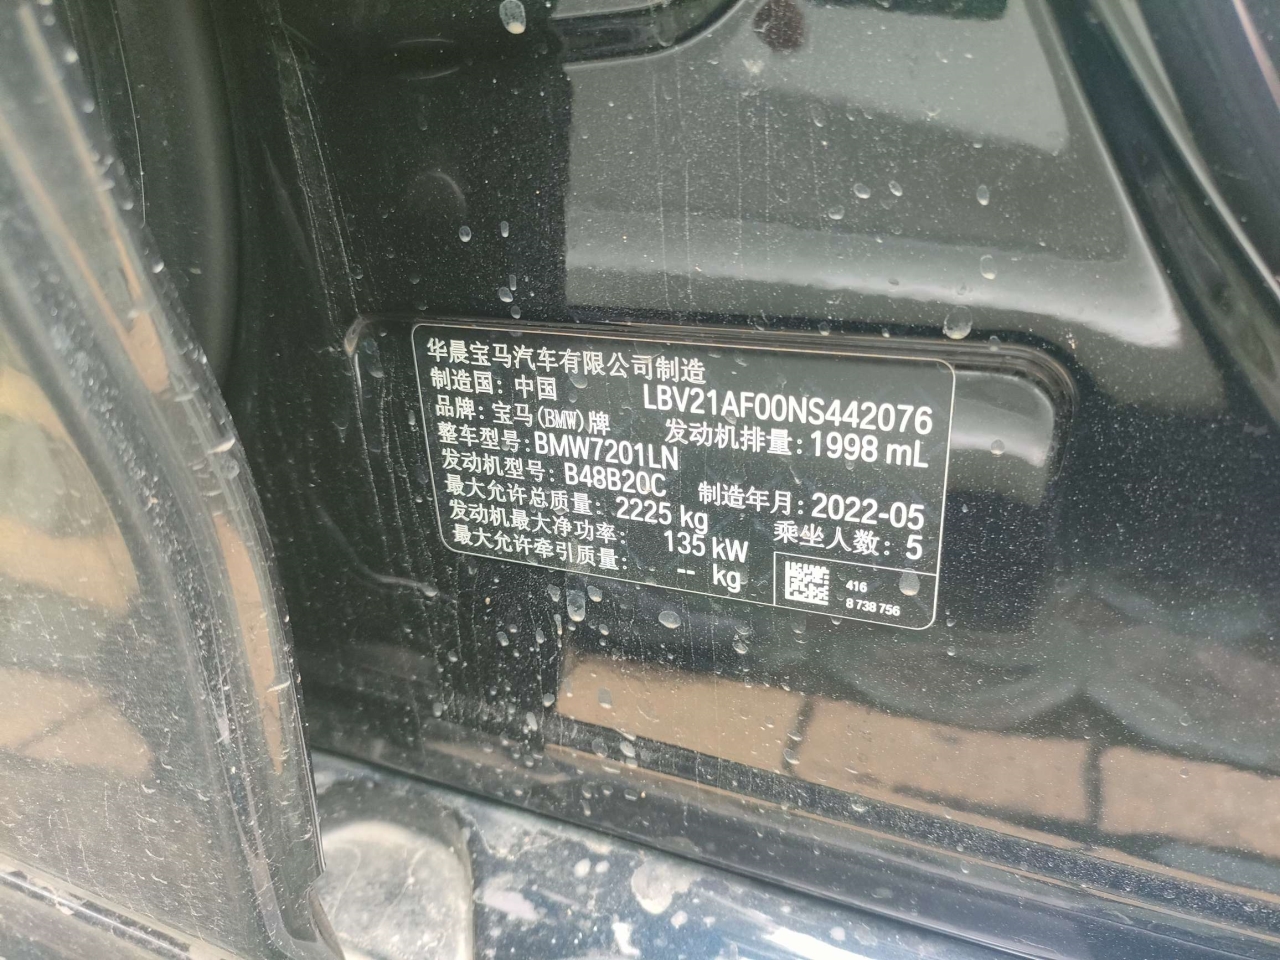 华晨宝马汽车有限公司制造
制造国：中国 LBV21AF00NS442076
品牌：宝马(BMW)牌 发动机排量：1998 mL
整车型号：BMW7201LN
发动机型号：B48B20C 制造年月：2022-05
最大允许总质量：2225 kg 乘坐人数：5
发动机最大净功率：135 kW
最大允许牵引质量：-- kg
416
8 738 756